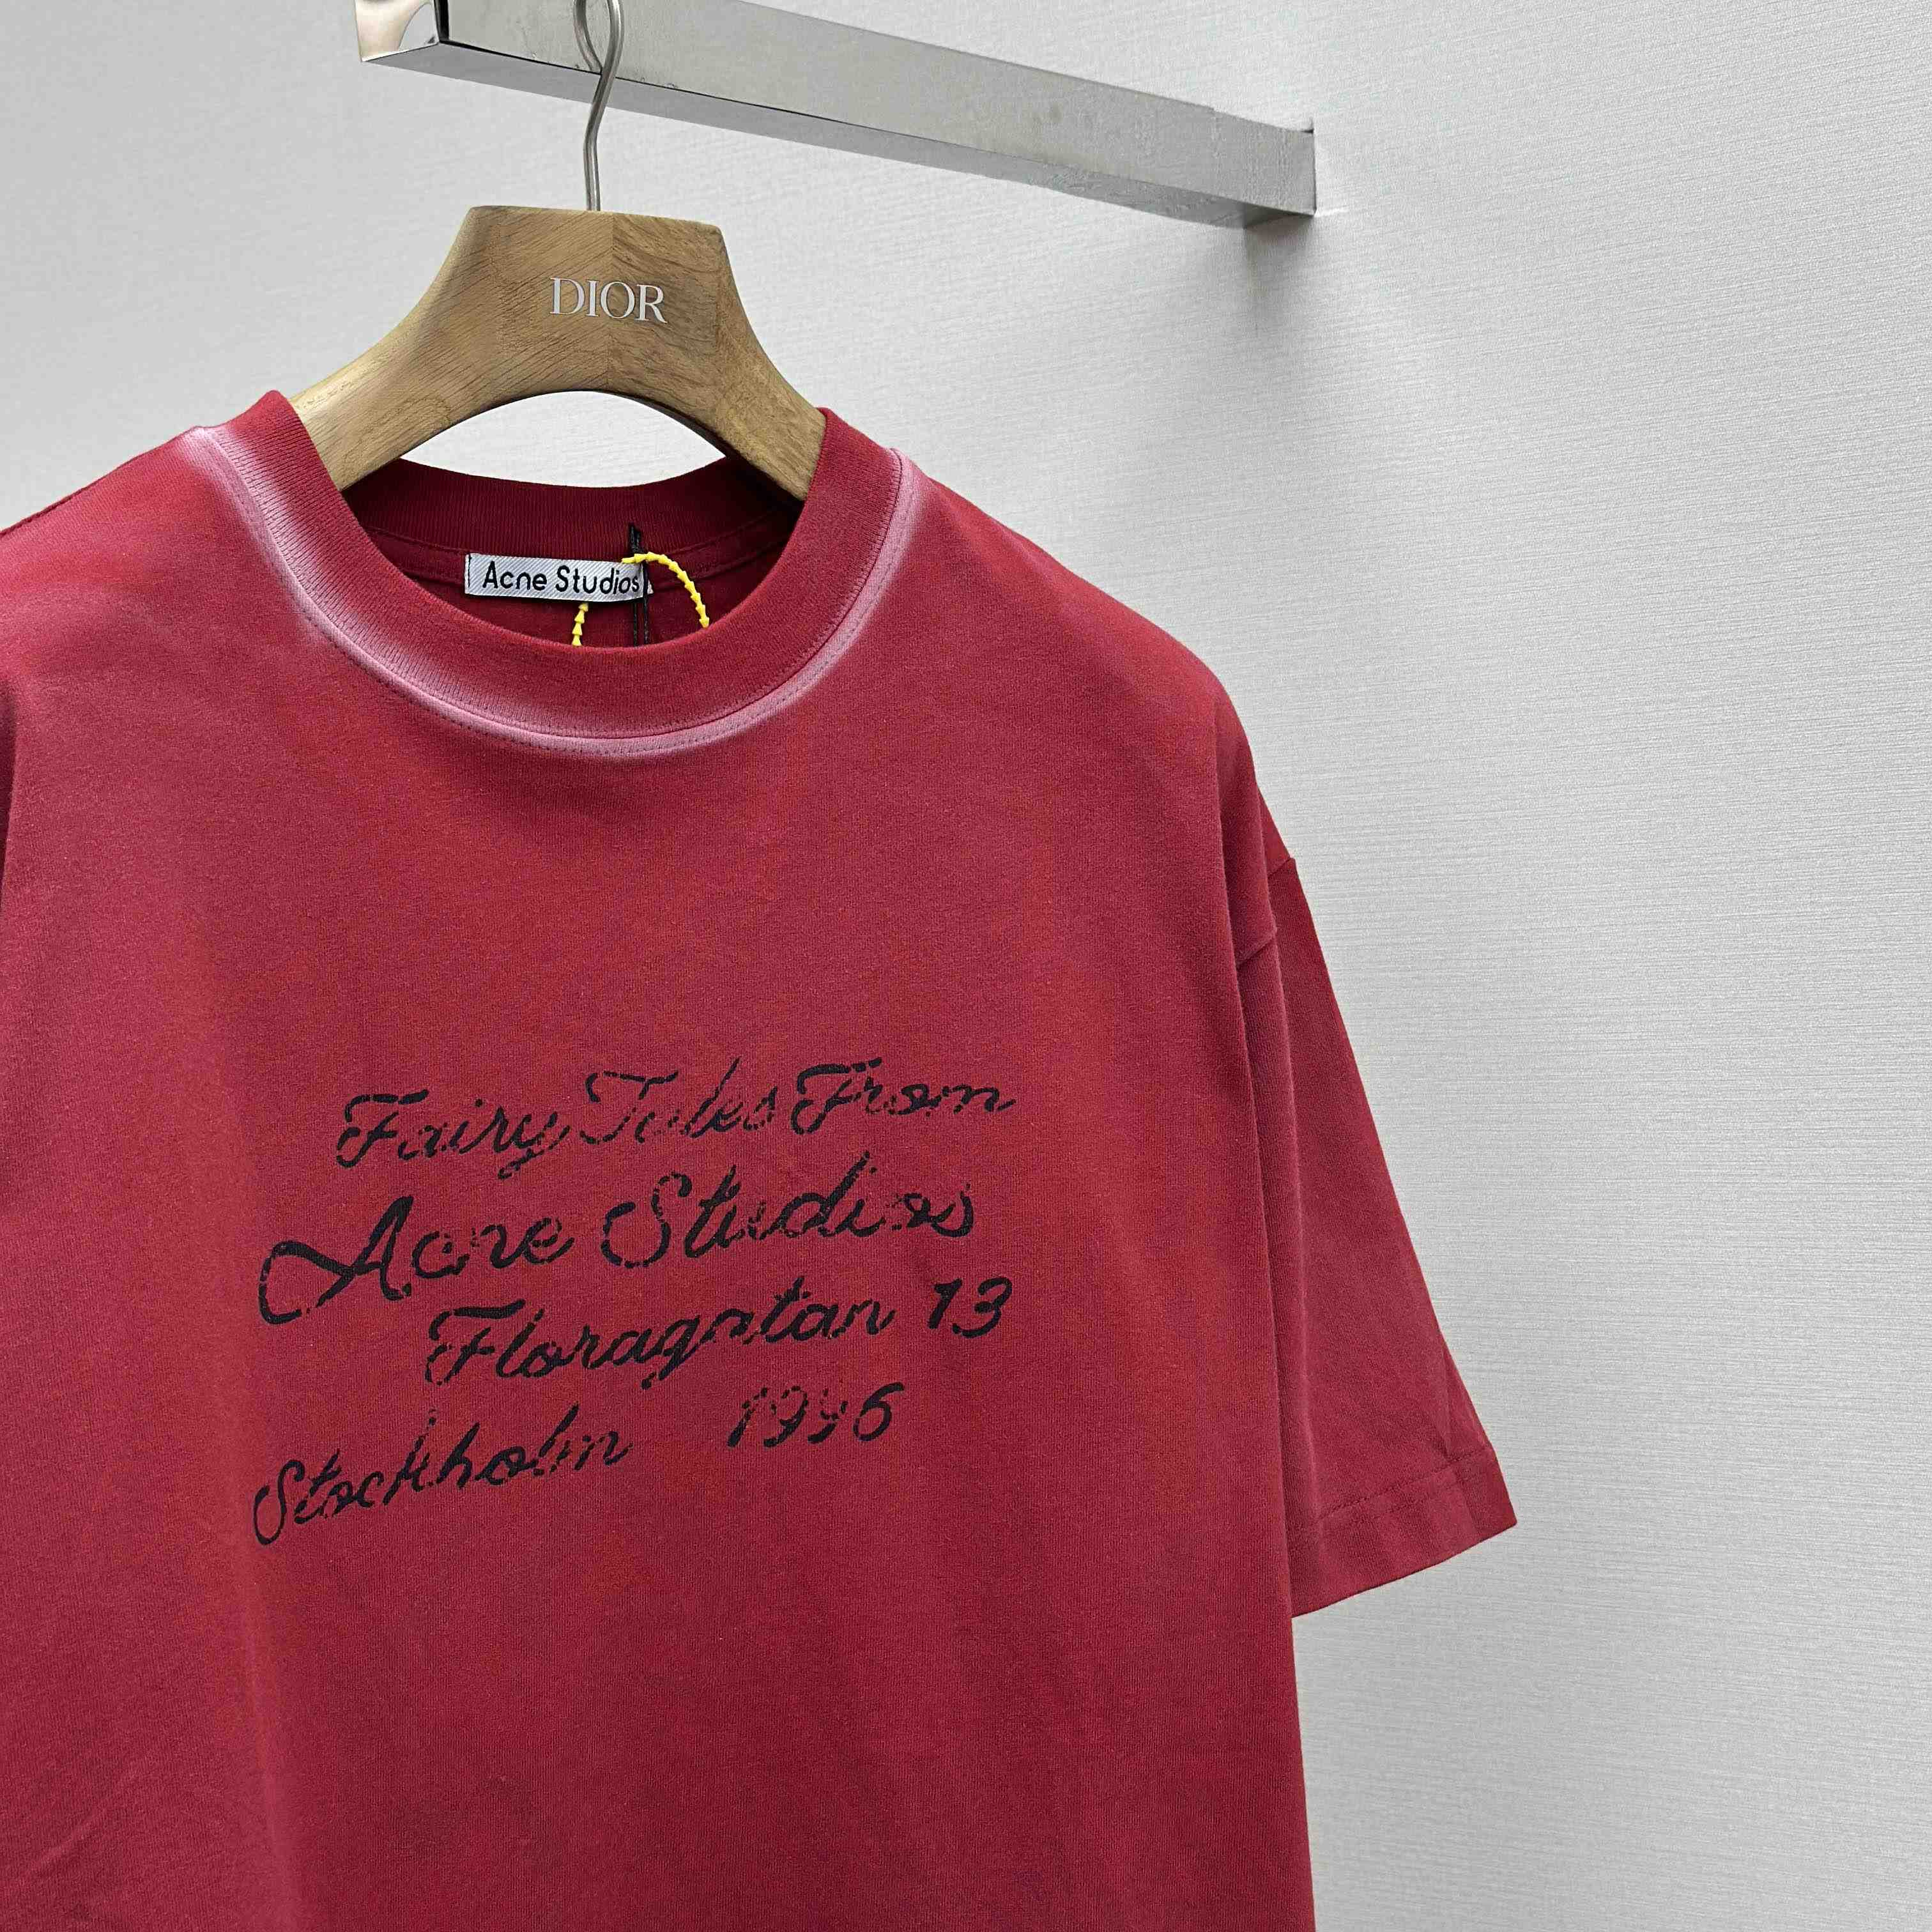 DIOR
Acne Studios
Fairy Tales From
Acne Studios
Floragatan 13
Stockholm 1996